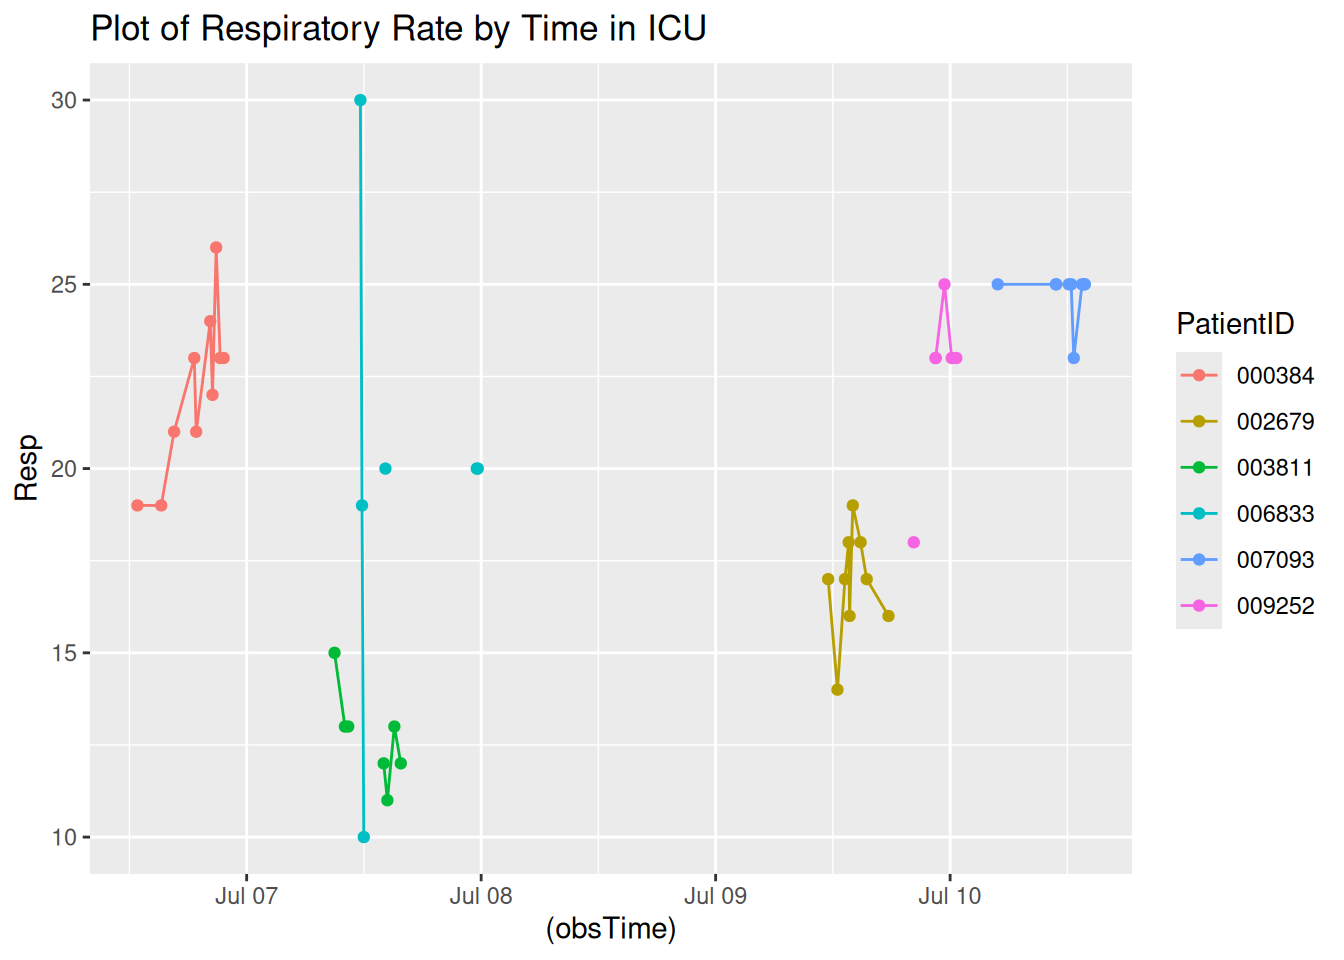 Plot of Respiratory Rate by Time in ICU
30
25
20
15
10
Resp
Jul 07
Jul 08
Jul 09
Jul 10
(obsTime)
PatientID
000384
002679
003811
006833
007093
009252